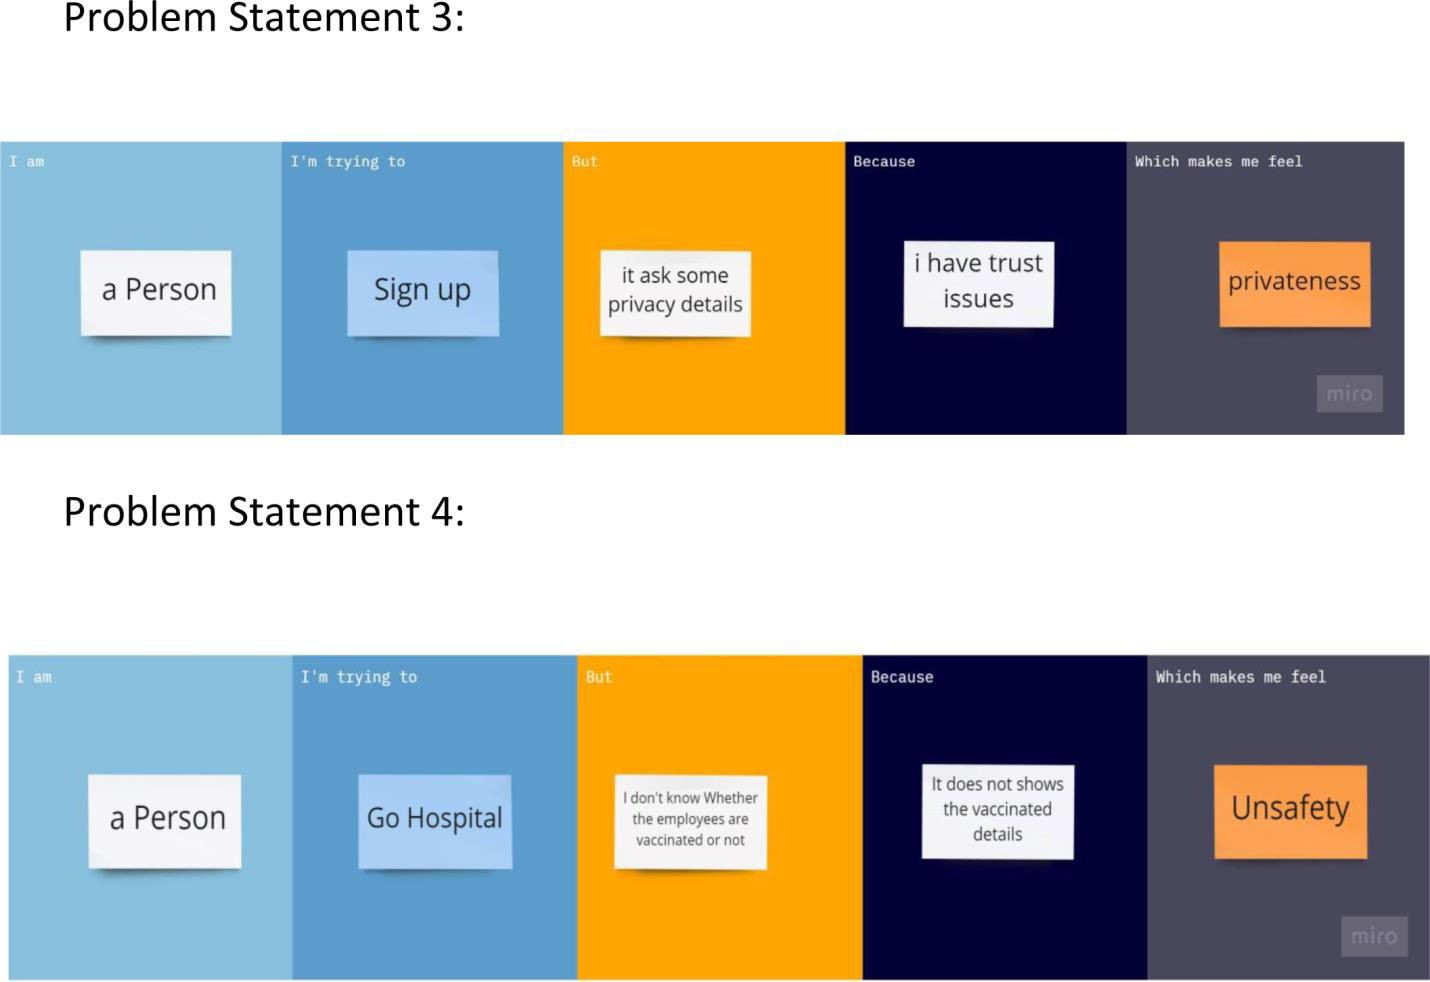 Problem Statement 3:
I am
I'm trying to
But
Because
Which makes me feel
a Person
Sign up
it ask some
privacy details
i have trust
issues
privateness
miro
Problem Statement 4:
I am
I'm trying to
But
Because
Which makes me feel
a Person
Go Hospital
I don't know Whether
the employees are
vaccinated or not
It does not shows
the vaccinated
details
Unsafety
miro